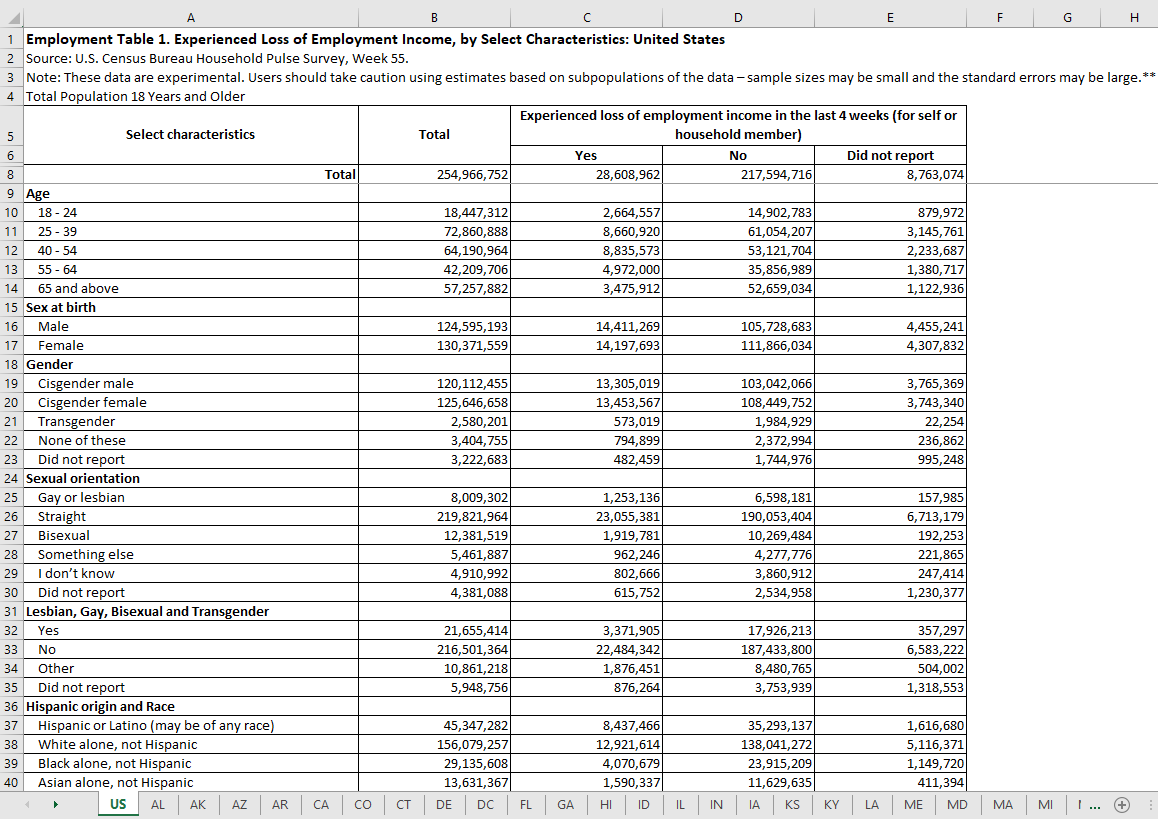 A B C D E F G H
1 Employment Table 1. Experienced Loss of Employment Income, by Select Characteristics: United States
2 Source: U.S. Census Bureau Household Pulse Survey, Week 55.
3 Note: These data are experimental. Users should take caution using estimates based on subpopulations of the data – sample sizes may be small and the standard errors may be large.**
4 Total Population 18 Years and Older
5 Select characteristics Total Experienced loss of employment income in the last 4 weeks (for self or
household member)
6 Yes No Did not report
8 Total 254,966,752 28,608,962 217,594,716 8,763,074
9 Age
10 18 - 24 18,447,312 2,664,557 14,902,783 879,972
11 25 - 39 72,860,888 8,660,920 61,054,207 3,145,761
12 40 - 54 64,190,964 8,835,573 53,121,704 2,233,687
13 55 - 64 42,209,706 4,972,000 35,856,989 1,380,717
14 65 and above 57,257,882 3,475,912 52,659,034 1,122,936
15 Sex at birth
16 Male 124,595,193 14,411,269 105,728,683 4,455,241
17 Female 130,371,559 14,197,693 111,866,034 4,307,832
18 Gender
19 Cisgender male 120,112,455 13,305,019 103,042,066 3,765,369
20 Cisgender female 125,646,658 13,453,567 108,449,752 3,743,340
21 Transgender 2,580,201 573,019 1,984,929 22,254
22 None of these 3,404,755 794,899 2,372,994 236,862
23 Did not report 3,222,683 482,459 1,744,976 995,248
24 Sexual orientation
25 Gay or lesbian 8,009,302 1,253,136 6,598,181 157,985
26 Straight 219,821,964 23,055,381 190,053,404 6,713,179
27 Bisexual 12,381,519 1,919,781 10,269,484 192,253
28 Something else 5,461,887 962,246 4,277,776 221,865
29 I don't know 4,910,992 802,666 3,860,912 247,414
30 Did not report 4,381,088 615,752 2,534,958 1,230,377
31 Lesbian, Gay, Bisexual and Transgender
32 Yes 21,655,414 3,371,905 17,926,213 357,297
33 No 216,501,364 22,484,342 187,433,800 6,583,222
34 Other 10,861,218 1,876,451 8,480,765 504,002
35 Did not report 5,948,756 876,264 3,753,939 1,318,553
36 Hispanic origin and Race
37 Hispanic or Latino (may be of any race) 45,347,282 8,437,466 35,293,137 1,616,680
38 White alone, not Hispanic 156,079,257 12,921,614 138,041,272 5,116,371
39 Black alone, not Hispanic 29,135,608 4,070,679 23,915,209 1,149,720
40 Asian alone, not Hispanic 13,631,367 1,590,337 11,629,635 411,394
US AL AK AZ AR CA CO CT DE DC FL GA HI ID IL IN IA KS KY LA ME MD MA MI ...